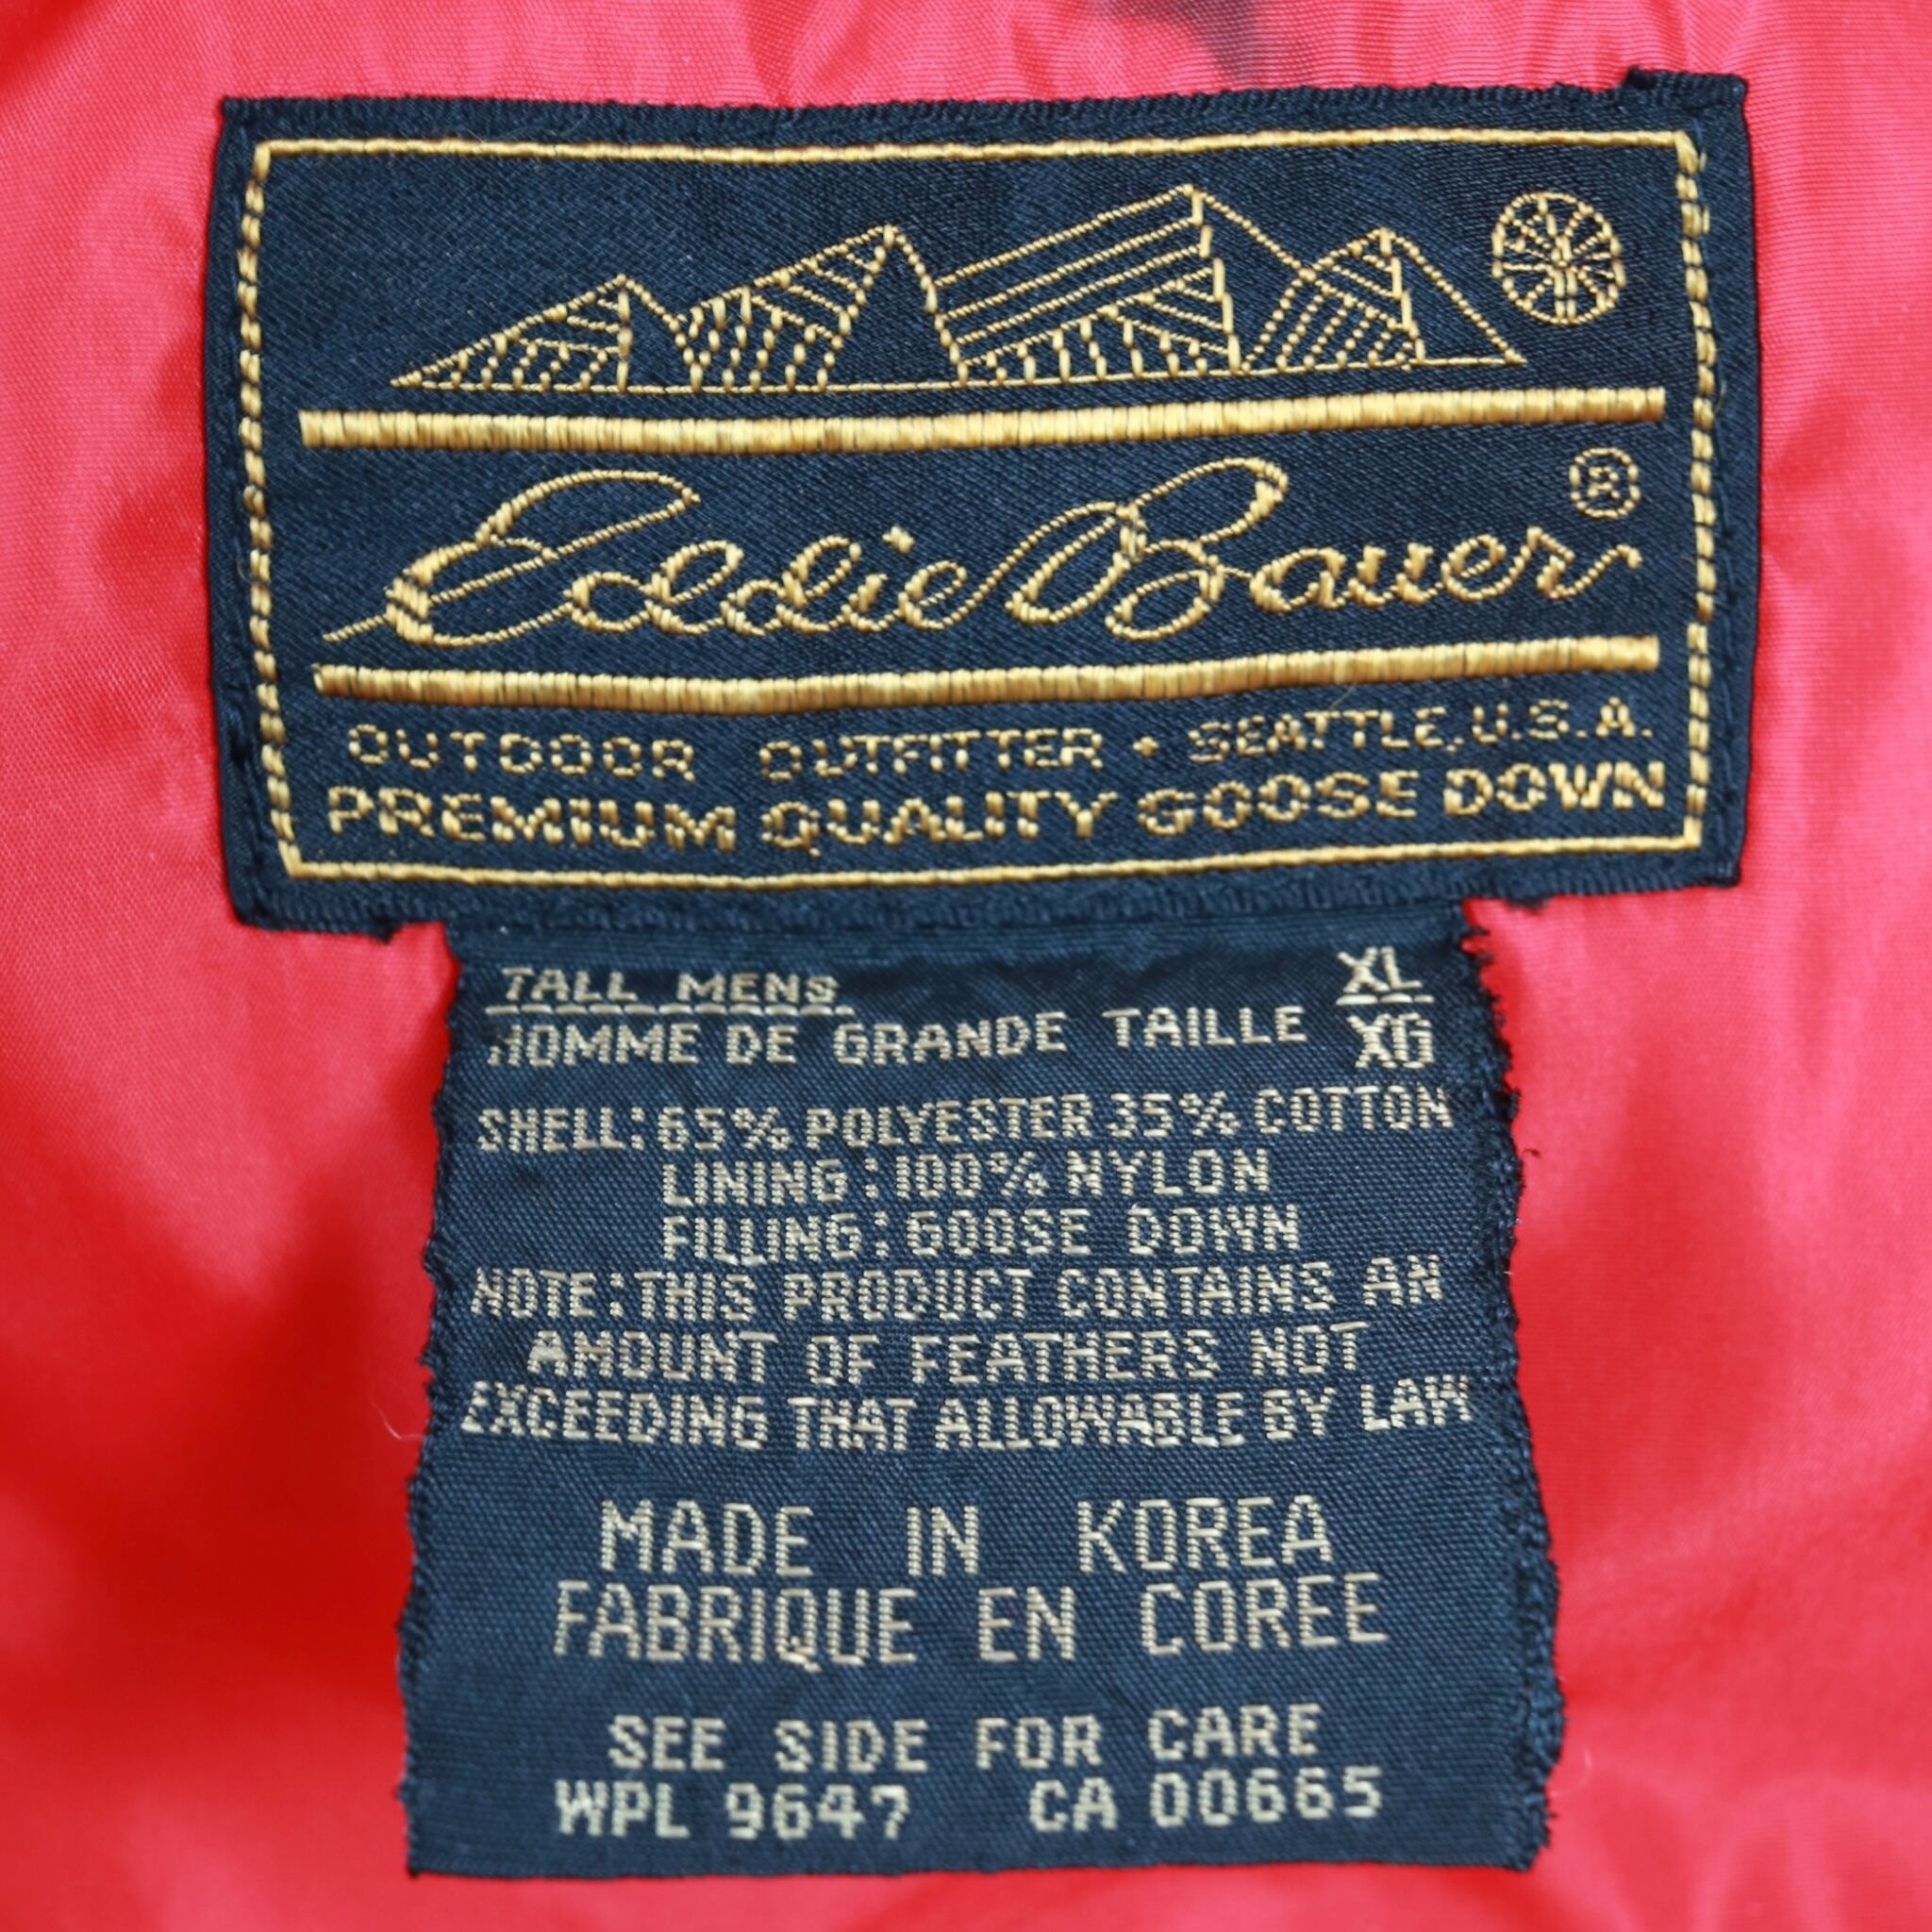 Eddie Bauer ®
OUTDOOR OUTFITTER • SEATTLE, U.S.A.
PREMIUM QUALITY GOOSE DOWN
TALL MENS XL
HOMME DE GRANDE TAILLE XG
SHELL: 65% POLYESTER 35% COTTON
LINING: 100% NYLON
FILLING: GOOSE DOWN
NOTE: THIS PRODUCT CONTAINS AN
AMOUNT OF FEATHERS NOT
EXCEEDING THAT ALLOWABLE BY LAW
MADE IN KOREA
FABRIQUE EN COREE
SEE SIDE FOR CARE
WPL 9647 CA 00665